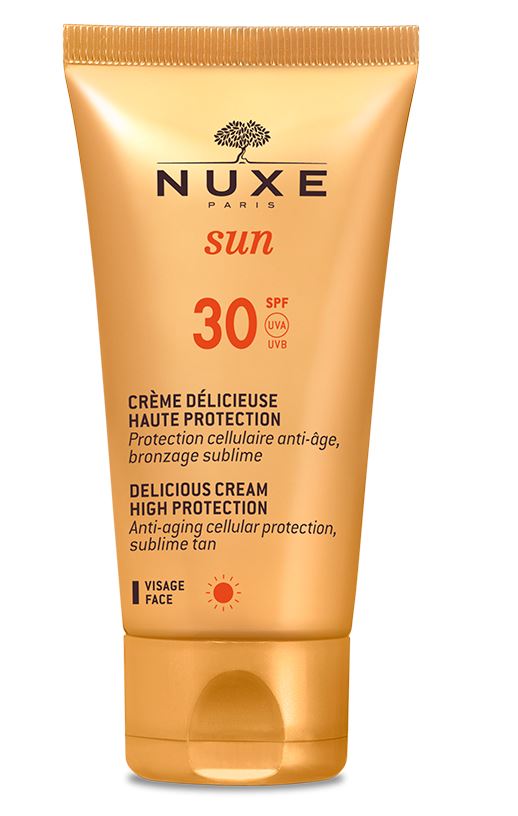 NUXE
PARIS
sun
30 SPF
UVA
UVB
CRÈME DÉLICIEUSE
HAUTE PROTECTION
Protection cellulaire anti-âge,
bronzage sublime
DELICIOUS CREAM
HIGH PROTECTION
Anti-aging cellular protection,
sublime tan
VISAGE
FACE